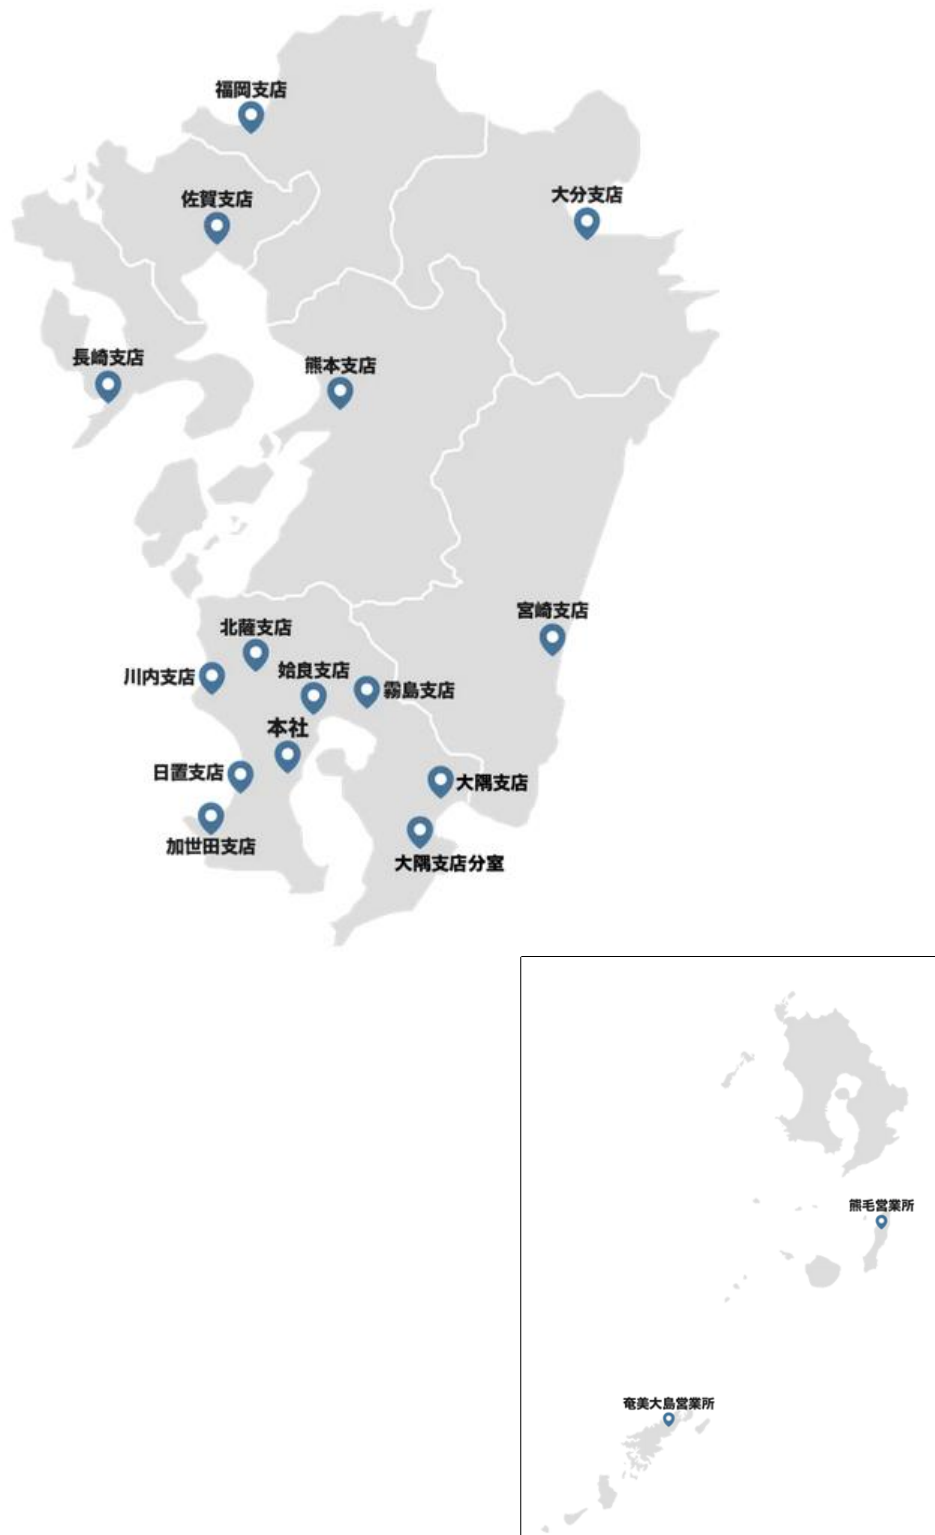 福岡支店
佐賀支店
大分支店
長崎支店
熊本支店
宮崎支店
北薩支店
川内支店
姶良支店
霧島支店
本社
日置支店
大隅支店
加世田支店
大隅支店分室
熊毛営業所
奄美大島営業所